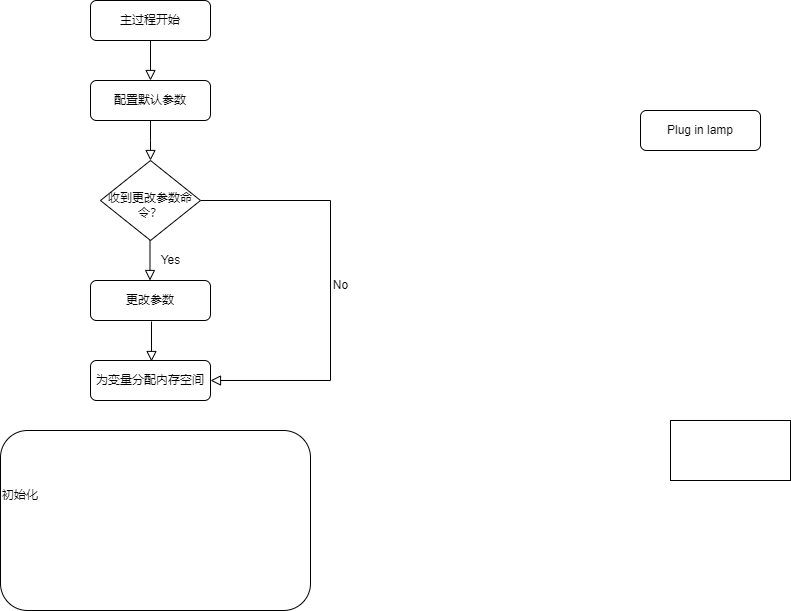 主过程开始
配置默认参数
Plug in lamp
收到更改参数命
令?
Yes
No
更改参数
为变量分配内存空间
初始化